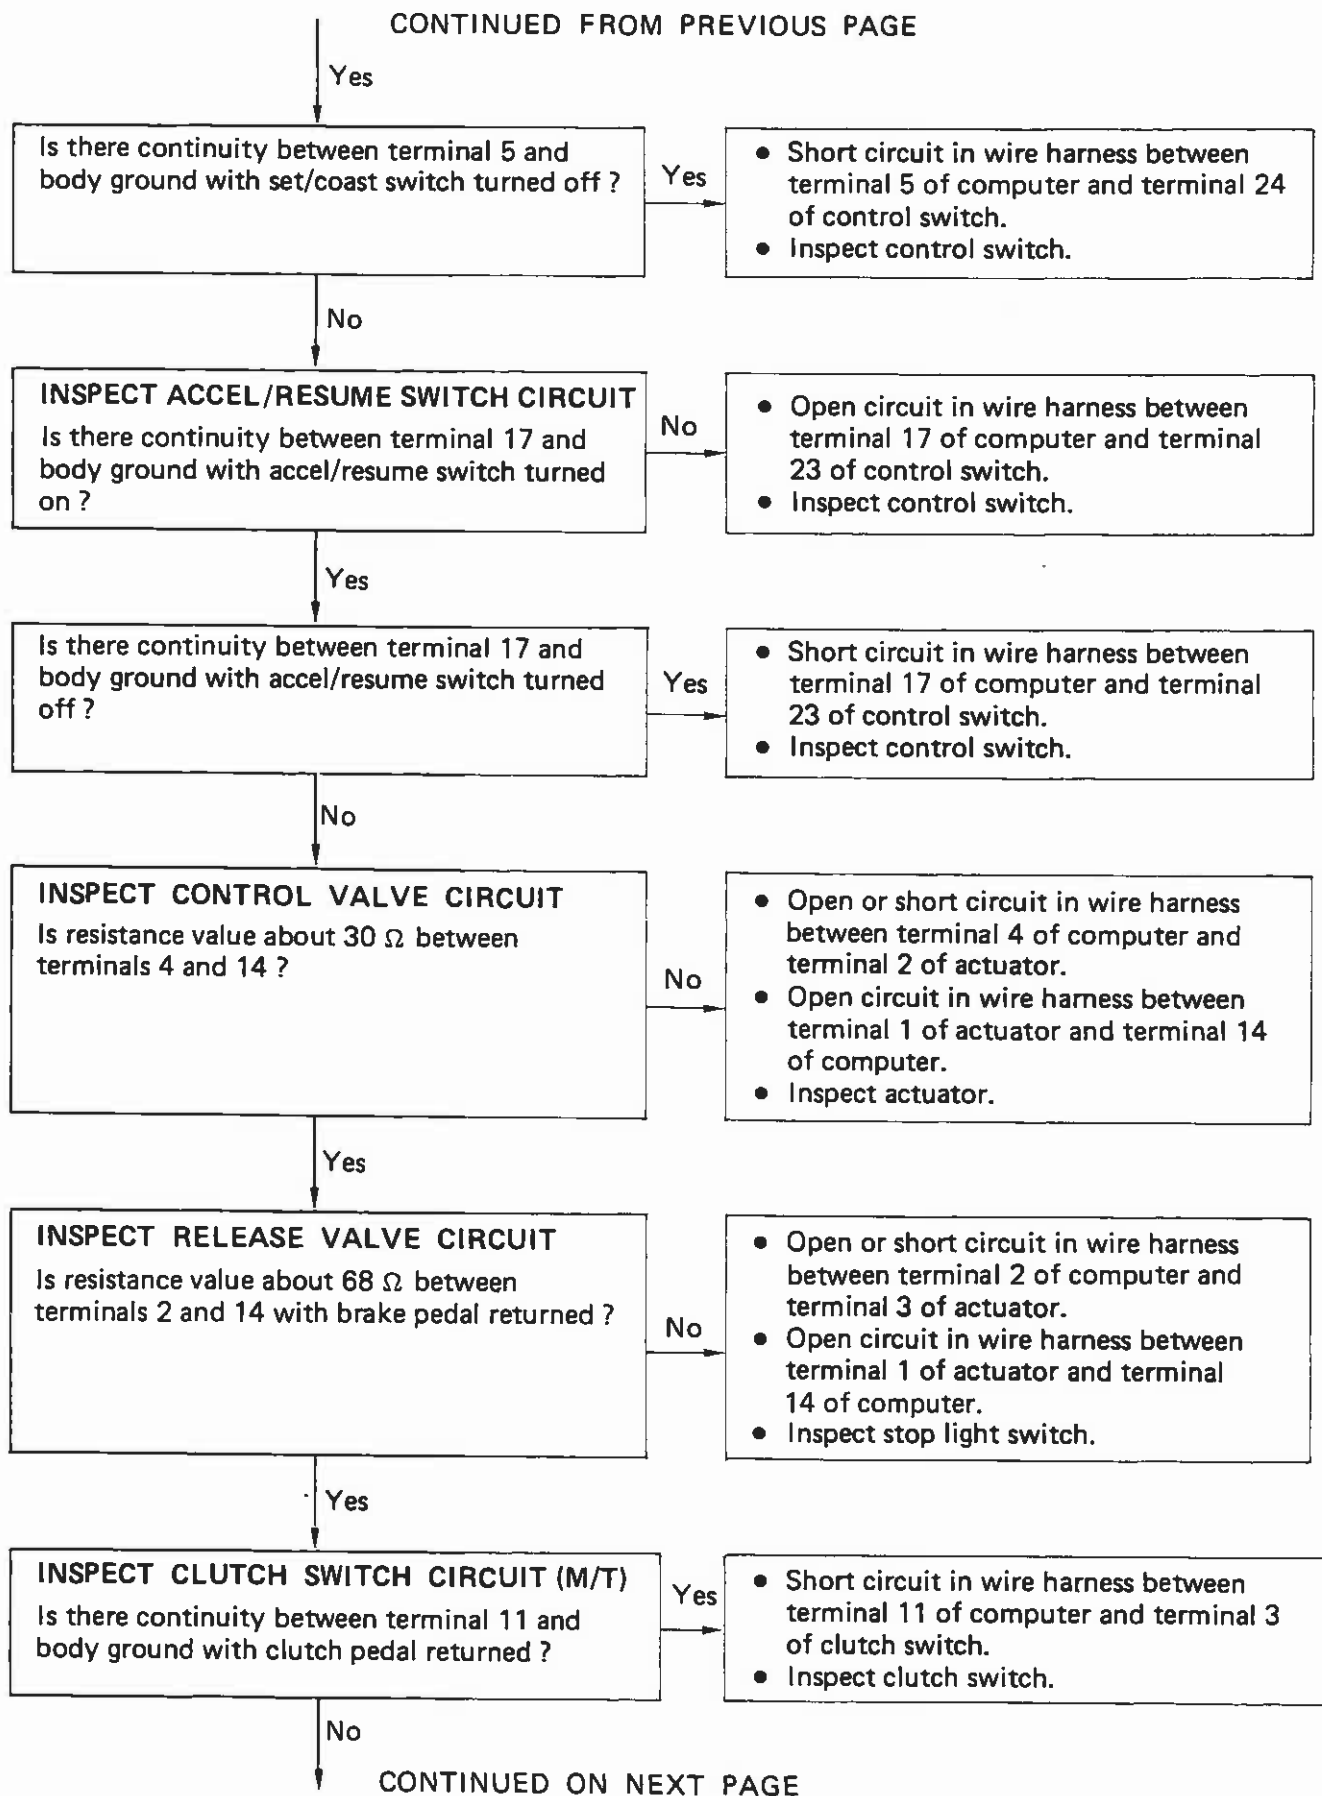 CONTINUED FROM PREVIOUS PAGE
Yes
Is there continuity between terminal 5 and
body ground with set/coast switch turned off ?
Yes
• Short circuit in wire harness between
terminal 5 of computer and terminal 24
of control switch.
• Inspect control switch.
No
INSPECT ACCEL/RESUME SWITCH CIRCUIT
Is there continuity between terminal 17 and
body ground with accel/resume switch turned
on ?
No
• Open circuit in wire harness between
terminal 17 of computer and terminal
23 of control switch.
• Inspect control switch.
Yes
Is there continuity between terminal 17 and
body ground with accel/resume switch turned
off ?
Yes
• Short circuit in wire harness between
terminal 17 of computer and terminal
23 of control switch.
• Inspect control switch.
No
INSPECT CONTROL VALVE CIRCUIT
Is resistance value about 30 Ω between
terminals 4 and 14 ?
No
• Open or short circuit in wire harness
between terminal 4 of computer and
terminal 2 of actuator.
• Open circuit in wire harness between
terminal 1 of actuator and terminal 14
of computer.
• Inspect actuator.
Yes
INSPECT RELEASE VALVE CIRCUIT
Is resistance value about 68 Ω between
terminals 2 and 14 with brake pedal returned ?
No
• Open or short circuit in wire harness
between terminal 2 of computer and
terminal 3 of actuator.
• Open circuit in wire harness between
terminal 1 of actuator and terminal
14 of computer.
• Inspect stop light switch.
Yes
INSPECT CLUTCH SWITCH CIRCUIT (M/T)
Is there continuity between terminal 11 and
body ground with clutch pedal returned ?
Yes
• Short circuit in wire harness between
terminal 11 of computer and terminal 3
of clutch switch.
• Inspect clutch switch.
No
CONTINUED ON NEXT PAGE